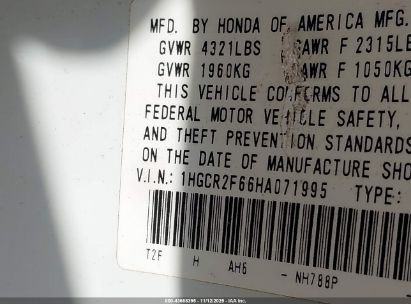 MFD. BY HONDA OF AMERICA MFG.
GVWR 4321LBS GAWR F 2315LB
GVWR 1960KG GAWR F 1050KG
THIS VEHICLE CONFORMS TO ALL
FEDERAL MOTOR VEHICLE SAFETY,
AND THEFT PREVENTION STANDARDS
ON THE DATE OF MANUFACTURE SHO
V.I.N.: 1HGCR2F66HA071995 TYPE:
T2F H AH6 - NH788P